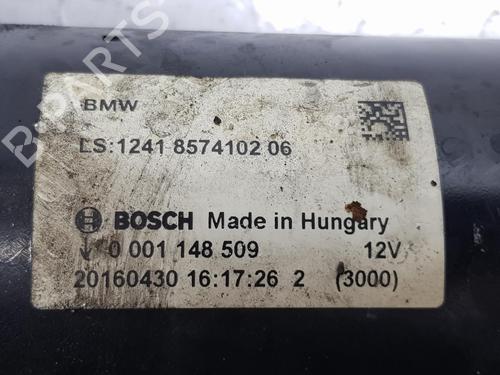 BMW
LS:1241 8574102 06
BOSCH Made in Hungary
0 001 148 509 12V
20160430 16:17:26 2 (3000)
B-PARTS